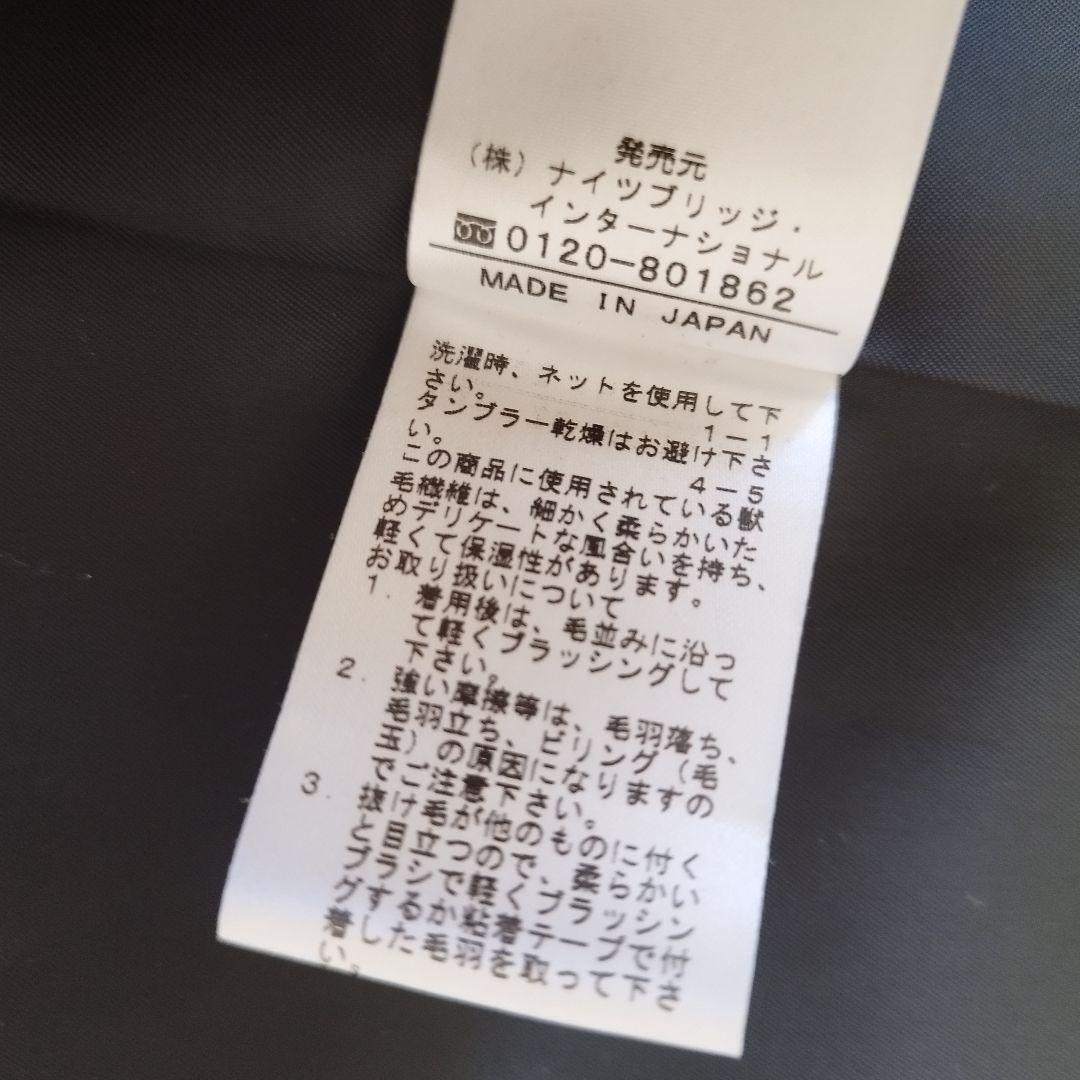 発売元
(株)ナイツブリッジ・
インターナショナル
0120-801862
MADE IN JAPAN
洗濯時、ネットを使用して下
さい。
1-1
タンブラー乾燥はお避け下さ
い。
4-5
この商品に使用されている獣
毛繊維は、細かく柔らかいた
めデリケートな風合いを持ち、
軽くて保湿性があります。
お取り扱いについて
1. 着用後は、毛並みに沿っ
て軽くブラッシングして
下さい。
2. 強い摩擦等は、毛羽落ち、
毛羽立ち、ピリング(毛
玉)の原因になりますの
でご注意下さい。
3. 抜け毛が他のものに付く
と目立つので、柔らかい
ブラシで軽くブラッシン
グするか粘着テープで付
着した毛羽を取って下さ
い。